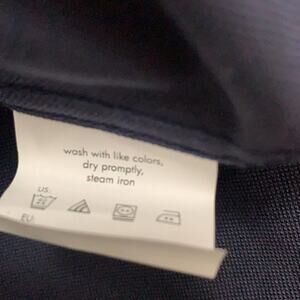 wash with like colors,
dry promptly,
steam iron
US:
EU: